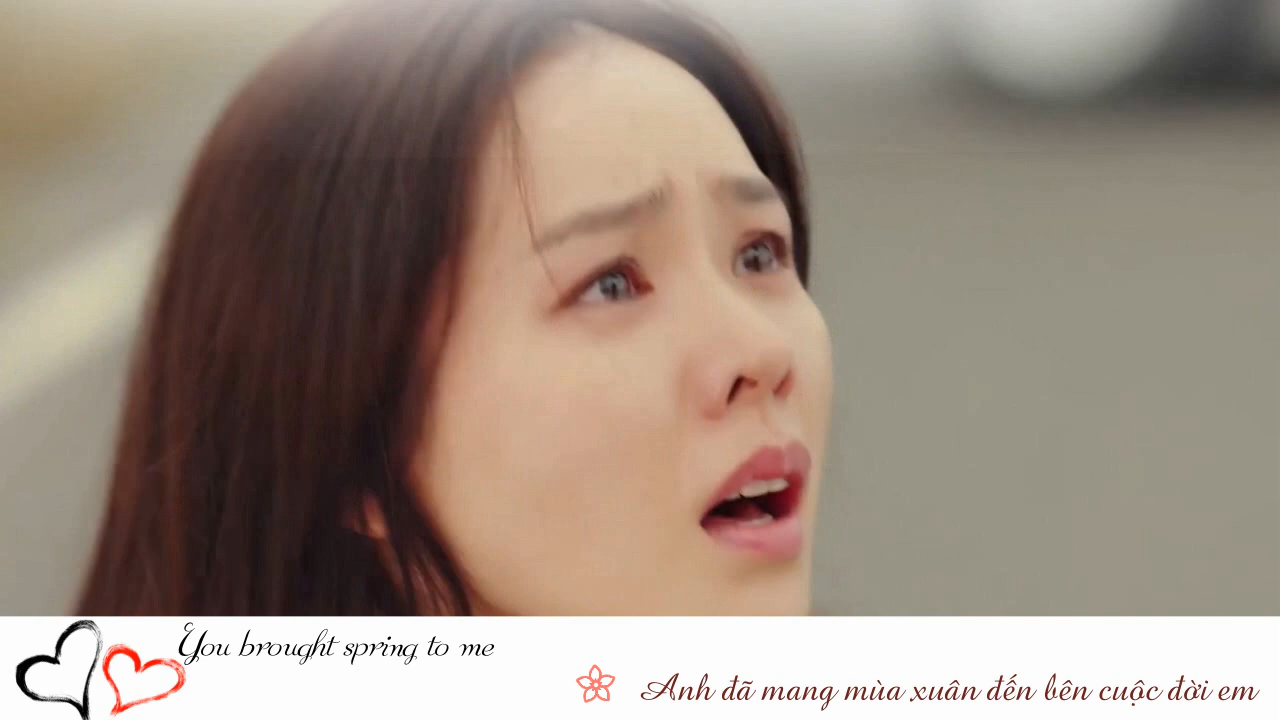 You brought spring to me
Anh đã mang mùa xuân đến bên cuộc đời em